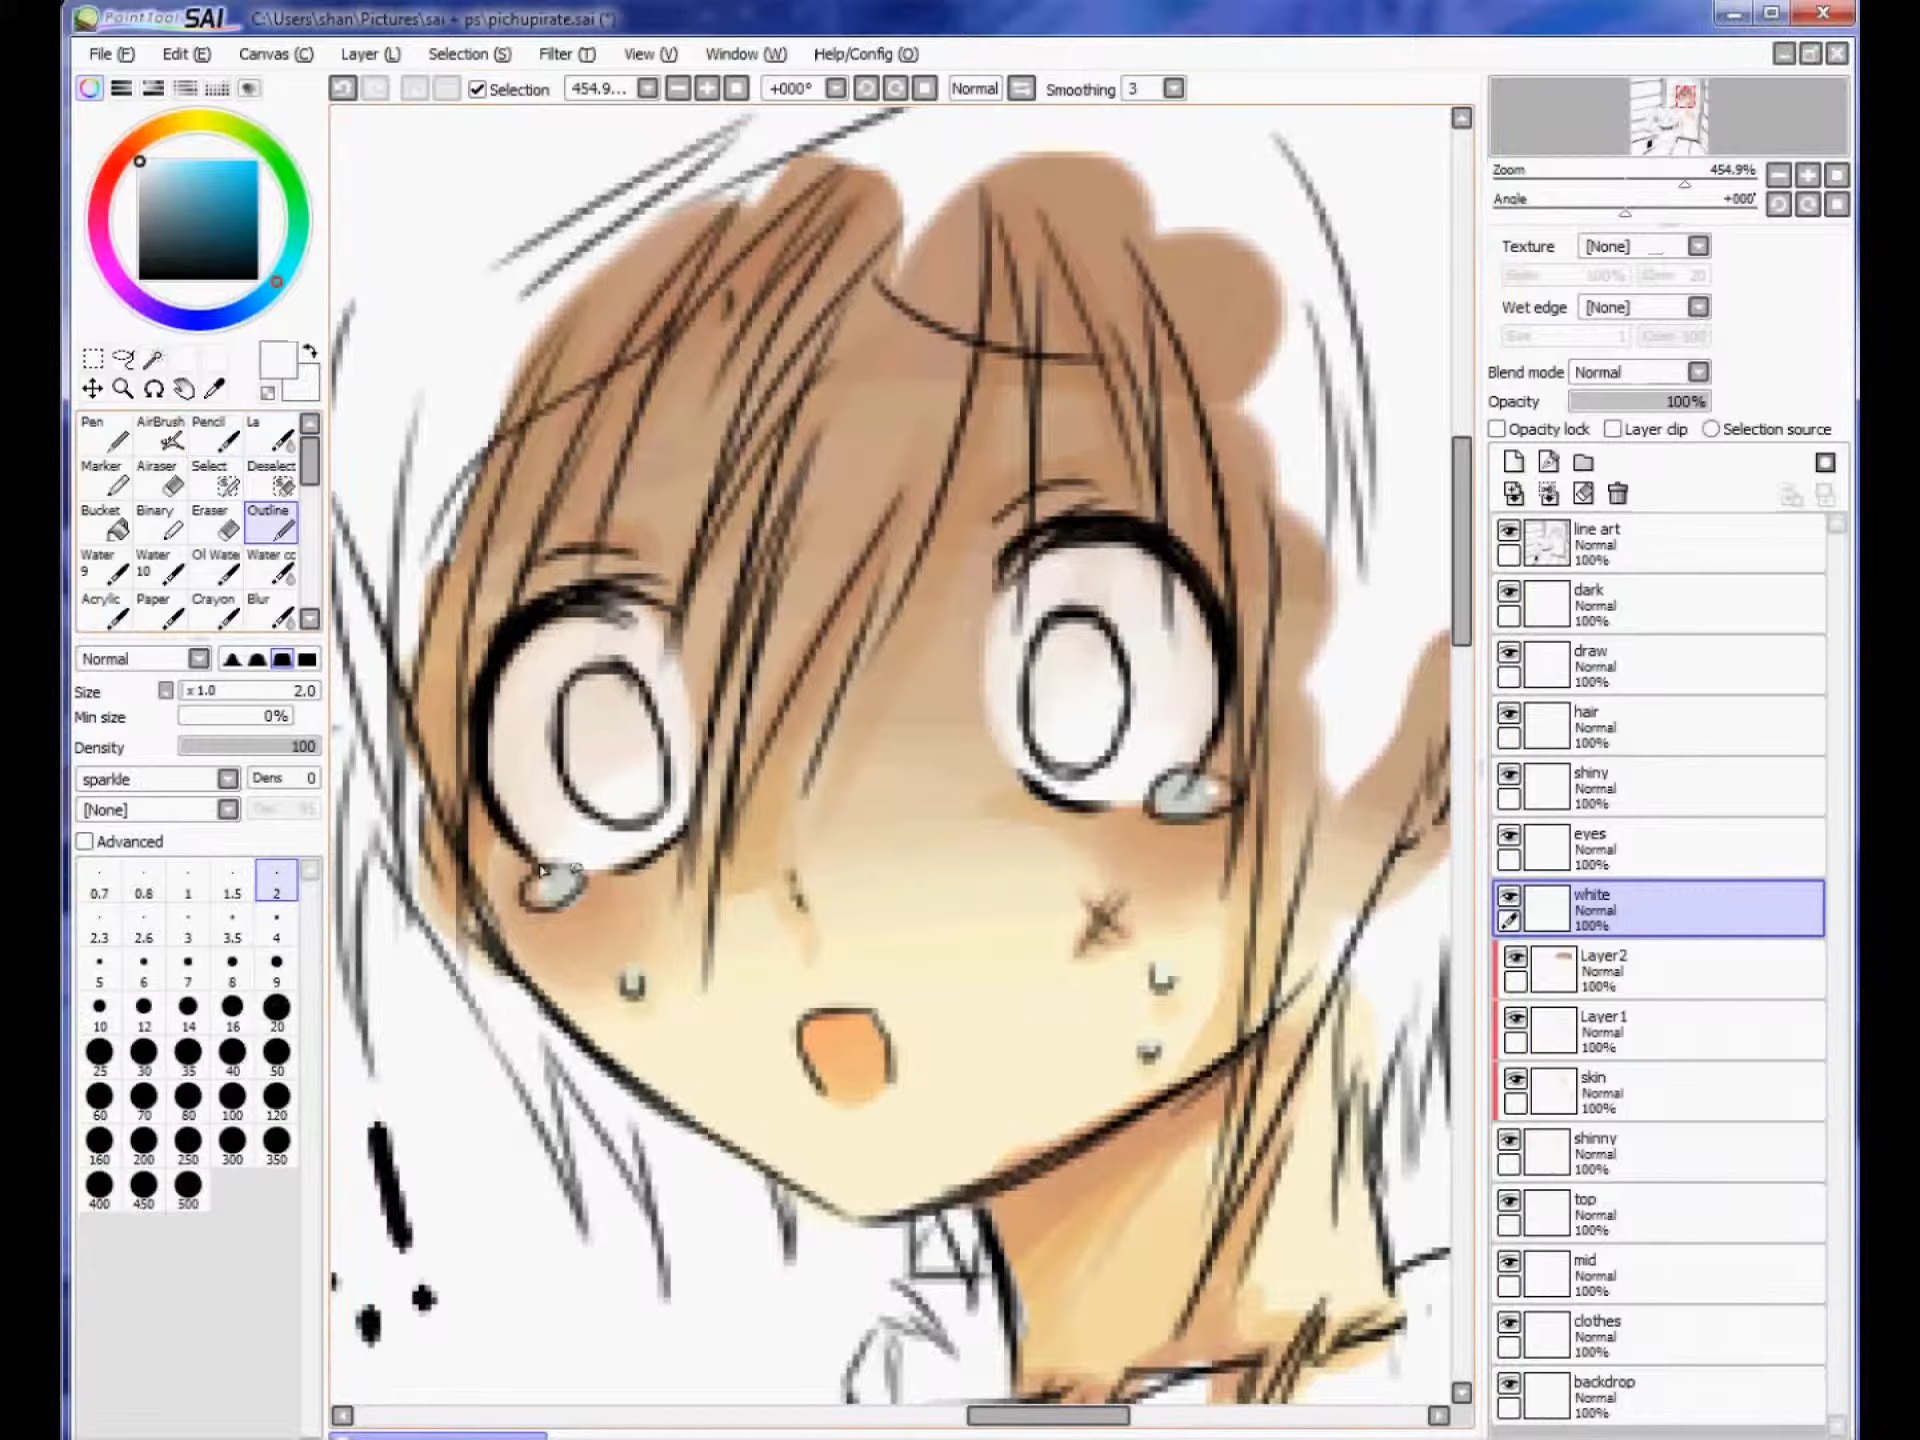 PaintTool SAI C:\Users\shan\Pictures\sai + ps\pichupirate.sai (*)
File (F) Edit (E) Canvas (C) Layer (L) Selection (S) Filter (T) View (V) Window (W) Help/Config (O)
Selection 454.9... +000° Normal Smoothing 3
Zoom 454.9%
Angle +000°
Texture [None]
100% 20
Wet edge [None]
1 100
Blend mode Normal
Opacity 100%
Opacity lock Layer clip Selection source
Pen AirBrush Pencil La
Marker Airaser Select Deselect
Bucket Binary Eraser Outline
Water 9 Water 10 Ol Wate Water cc
Acrylic Paper Crayon Blur
Normal
Size x 1.0 2.0
Min size 0%
Density 100
sparkle Dens 0
[None] 95
Advanced
0.7 0.8 1 1.5 2
2.3 2.6 3 3.5 4
5 6 7 8 9
10 12 14 16 20
25 30 35 40 50
60 70 80 100 120
160 200 250 300 350
400 450 500
line art
Normal
100%
dark
Normal
100%
draw
Normal
100%
hair
Normal
100%
shiny
Normal
100%
eyes
Normal
100%
white
Normal
100%
Layer2
Normal
100%
Layer1
Normal
100%
skin
Normal
100%
shinny
Normal
100%
top
Normal
100%
mid
Normal
100%
clothes
Normal
100%
backdrop
Normal
100%